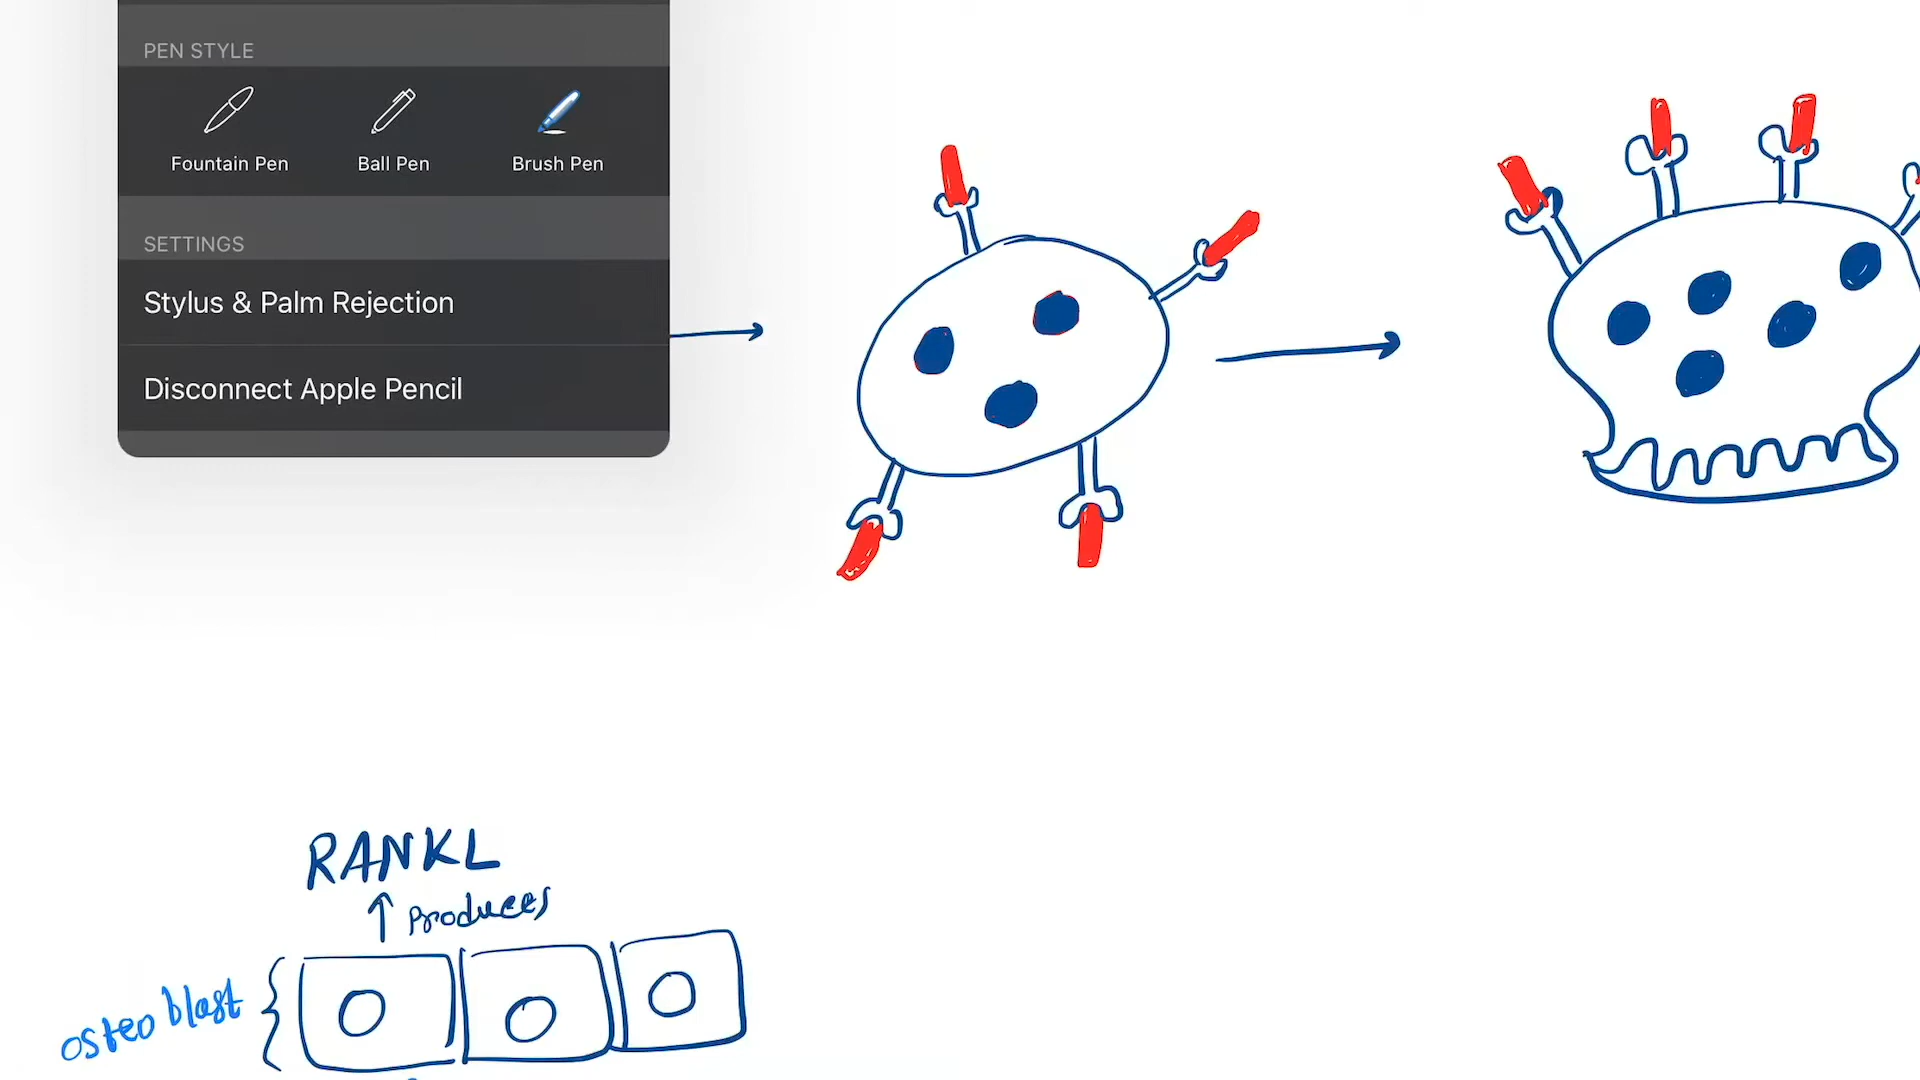 PEN STYLE
Fountain Pen Ball Pen Brush Pen
SETTINGS
Stylus & Palm Rejection
Disconnect Apple Pencil
RANKL
Produces
osteoblast